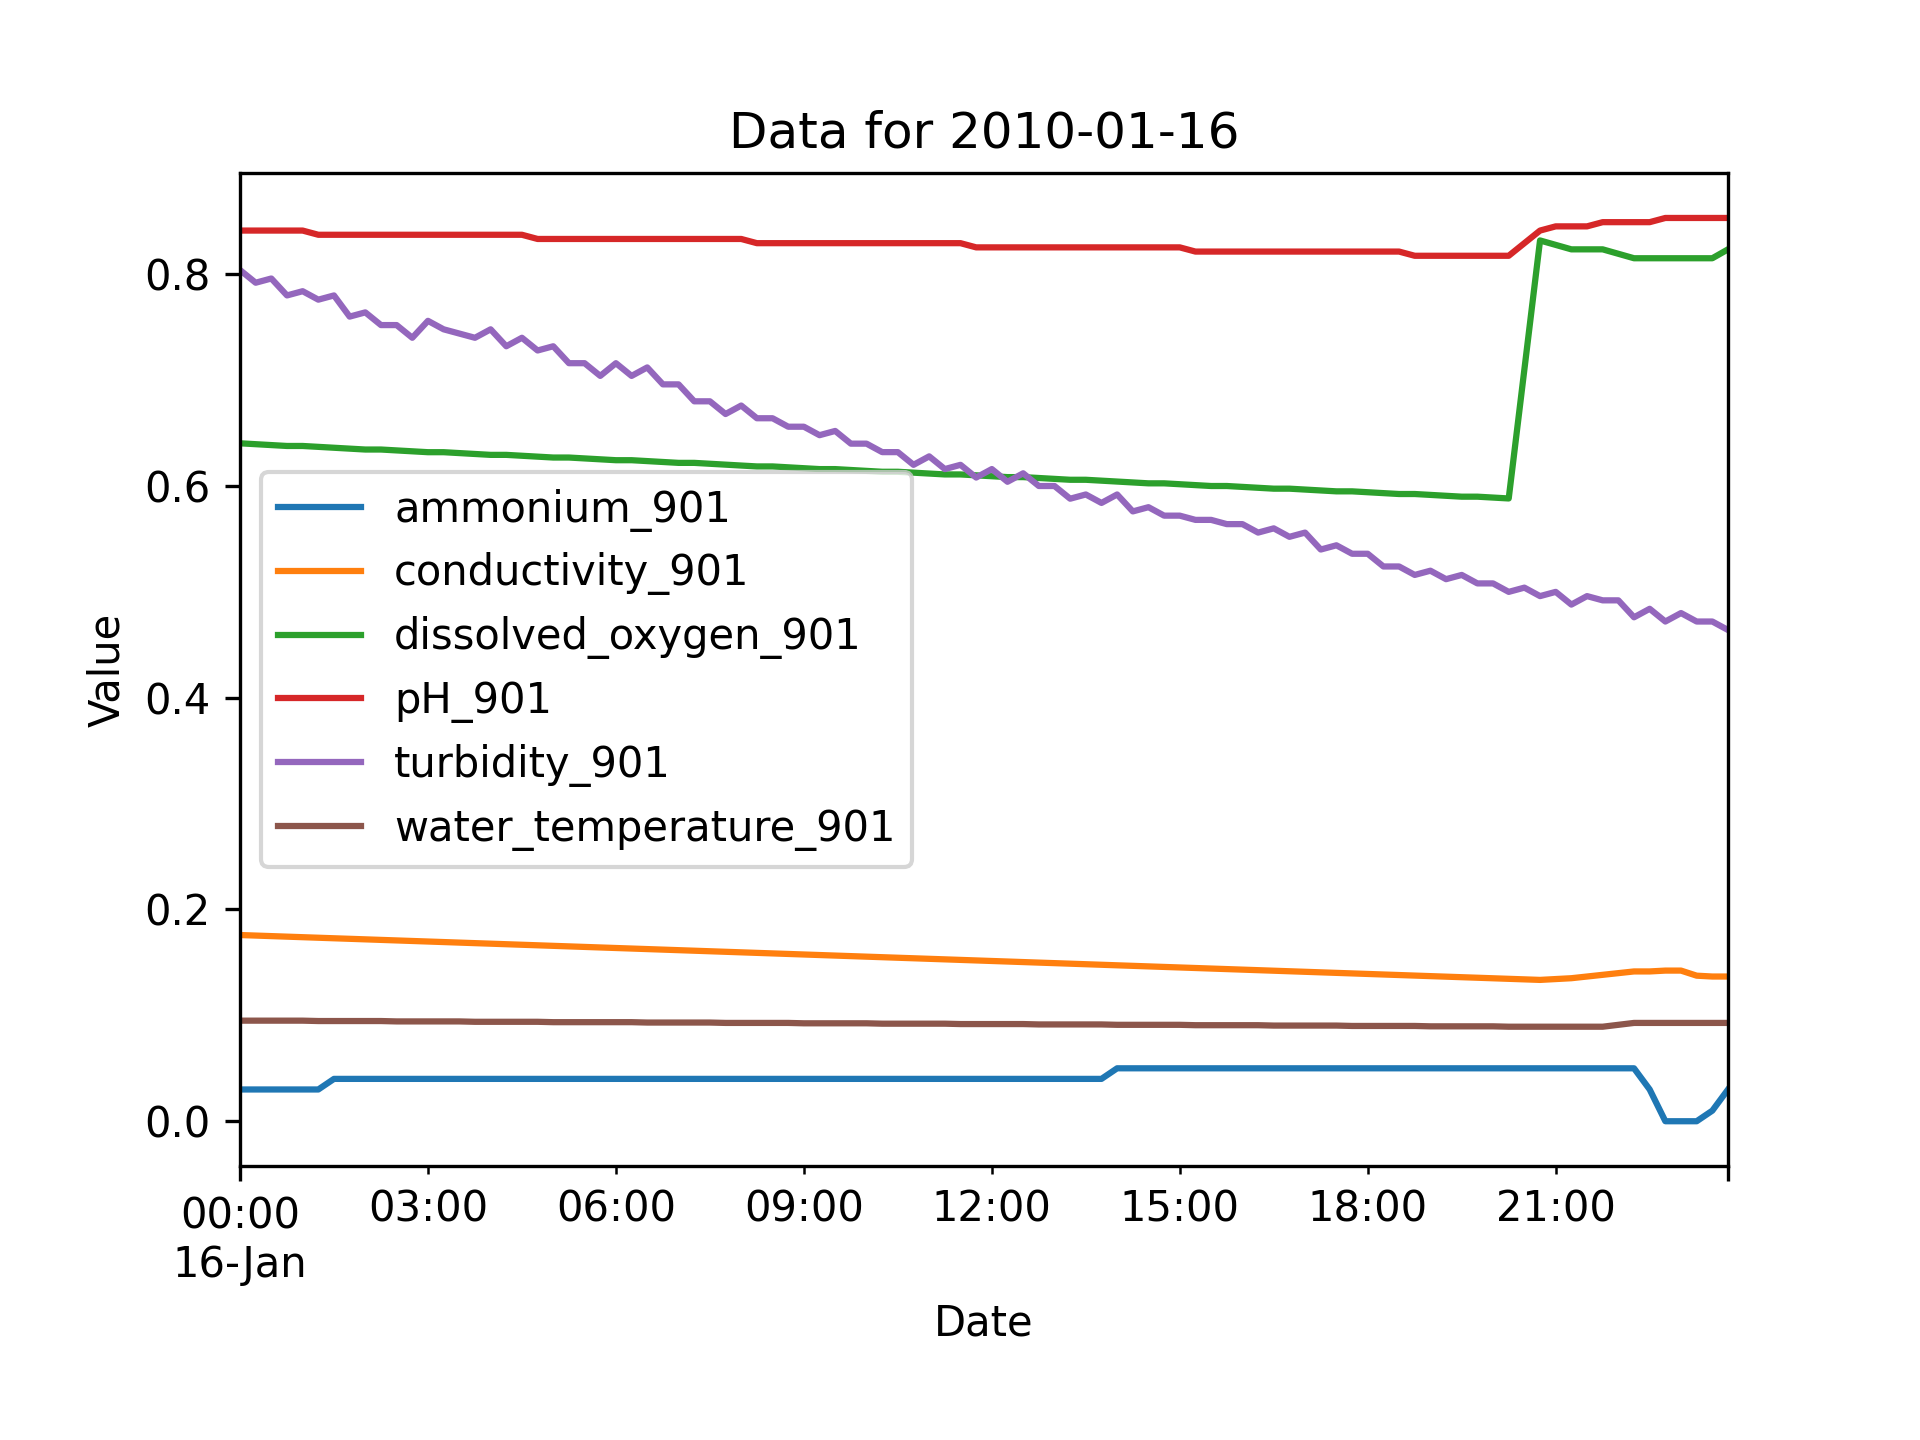 Data for 2010-01-16
Value
0.8
0.6
0.4
0.2
0.0
ammonium_901
conductivity_901
dissolved_oxygen_901
pH_901
turbidity_901
water_temperature_901
00:00 03:00 06:00 09:00 12:00 15:00 18:00 21:00
16-Jan
Date